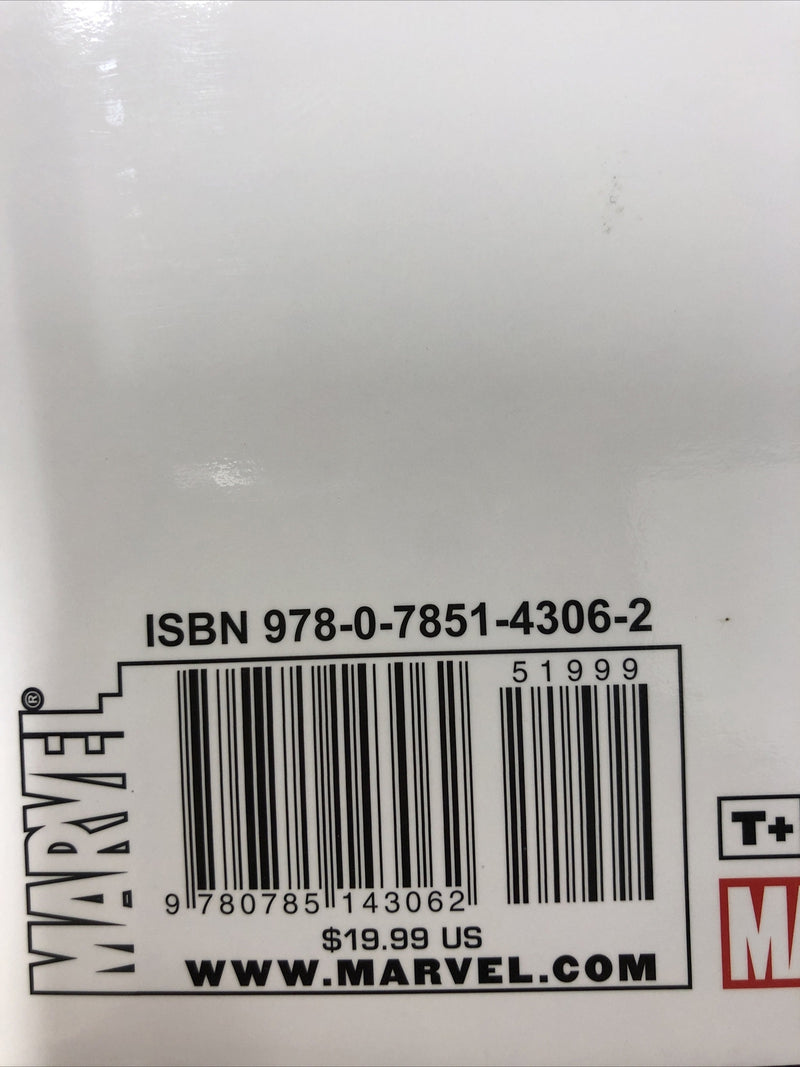 ISBN 978-0-7851-4306-2
51999
MARVEL®
9 780785 143062
$19.99 US
WWW.MARVEL.COM
T+